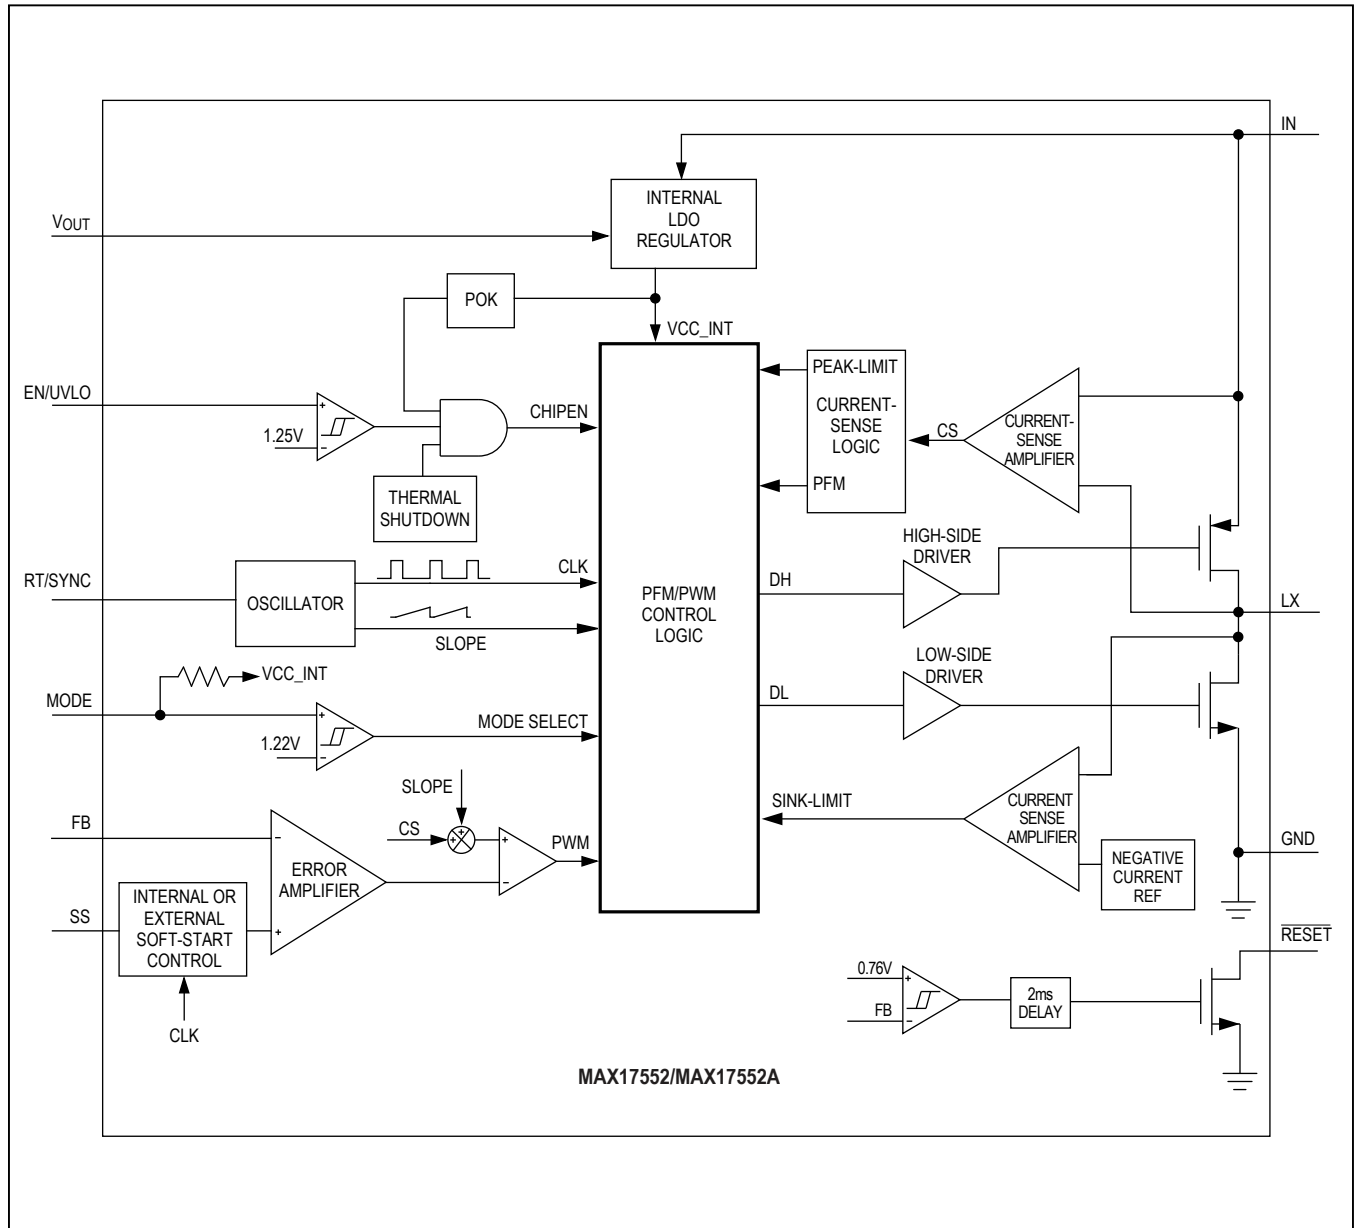 IN
INTERNAL
LDO
REGULATOR
VOUT
POK
VCC_INT
EN/UVLO
+
1.25V
−
CHIPEN
THERMAL
SHUTDOWN
PEAK-LIMIT
CURRENT-
SENSE
LOGIC
PFM
CS
CURRENT-
SENSE
AMPLIFIER
RT/SYNC
OSCILLATOR
CLK
SLOPE
PFM/PWM
CONTROL
LOGIC
HIGH-SIDE
DRIVER
DH
LX
LOW-SIDE
DRIVER
DL
VCC_INT
MODE
+
1.22V
−
MODE SELECT
SLOPE
CS
+
+
+
−
PWM
FB
−
ERROR
AMPLIFIER
+
SS
INTERNAL OR
EXTERNAL
SOFT-START
CONTROL
CLK
SINK-LIMIT
CURRENT
SENSE
AMPLIFIER
NEGATIVE
CURRENT
REF
GND
RESET
0.76V
+
FB
−
2ms
DELAY
MAX17552/MAX17552A